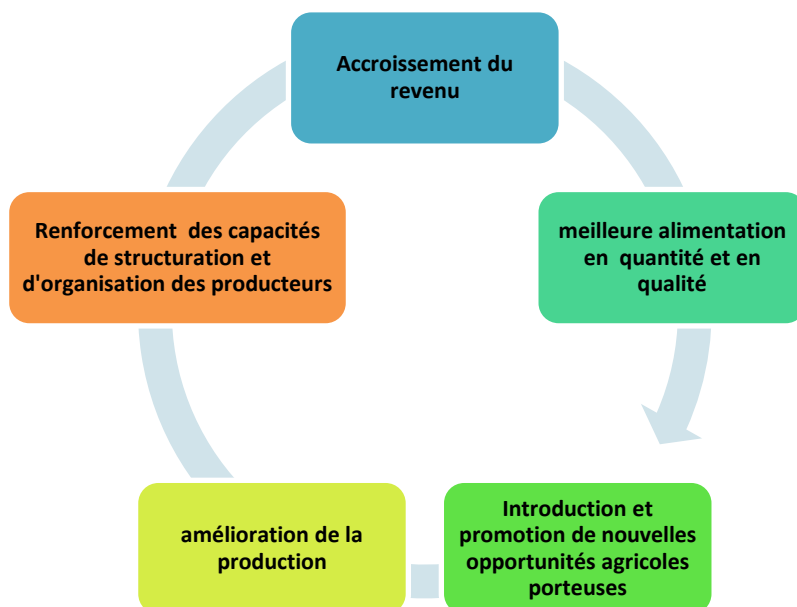 Accroissement du
revenu
meilleure alimentation
en quantité et en
qualité
Introduction et
promotion de nouvelles
opportunités agricoles
porteuses
amélioration de la
production
Renforcement des capacités
de structuration et
d'organisation des producteurs